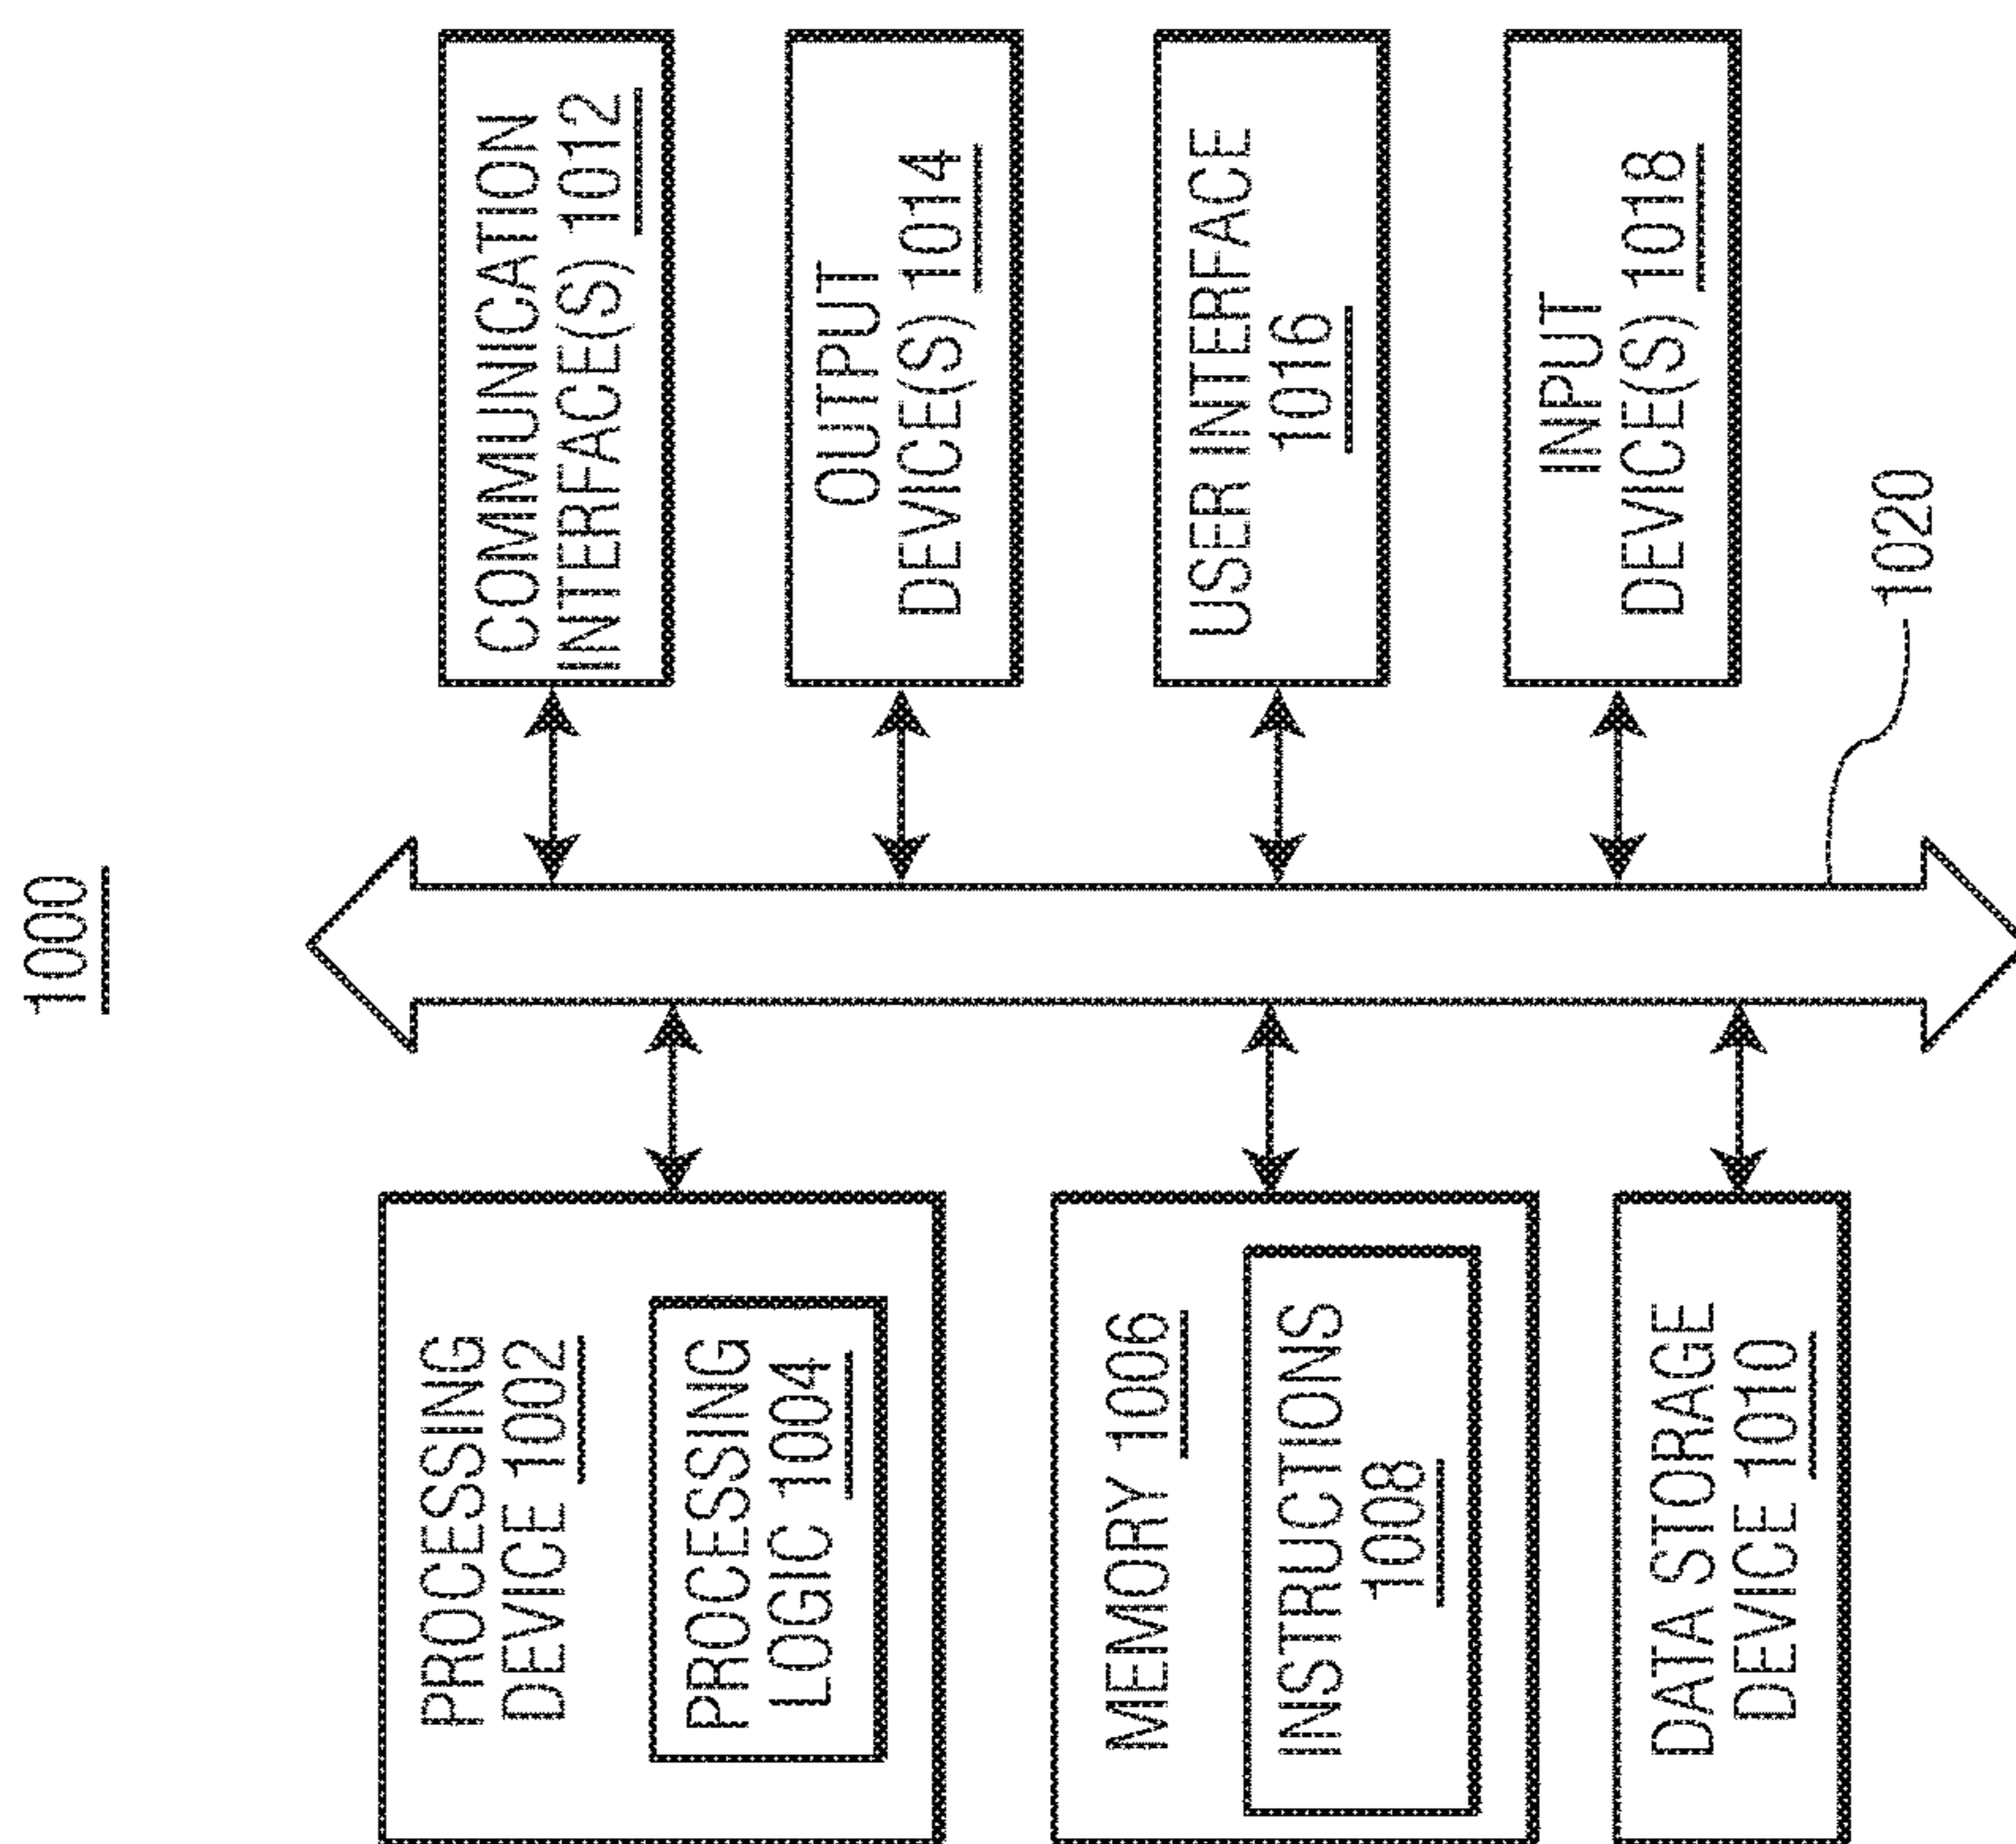 1000
PROCESSING
DEVICE 1002
PROCESSING
LOGIC 1004
MEMORY 1006
INSTRUCTIONS
1008
DATA STORAGE
DEVICE 1010
COMMUNICATION
INTERFACE(S) 1012
OUTPUT
DEVICE(S) 1014
USER INTERFACE
1016
INPUT
DEVICE(S) 1018
1020